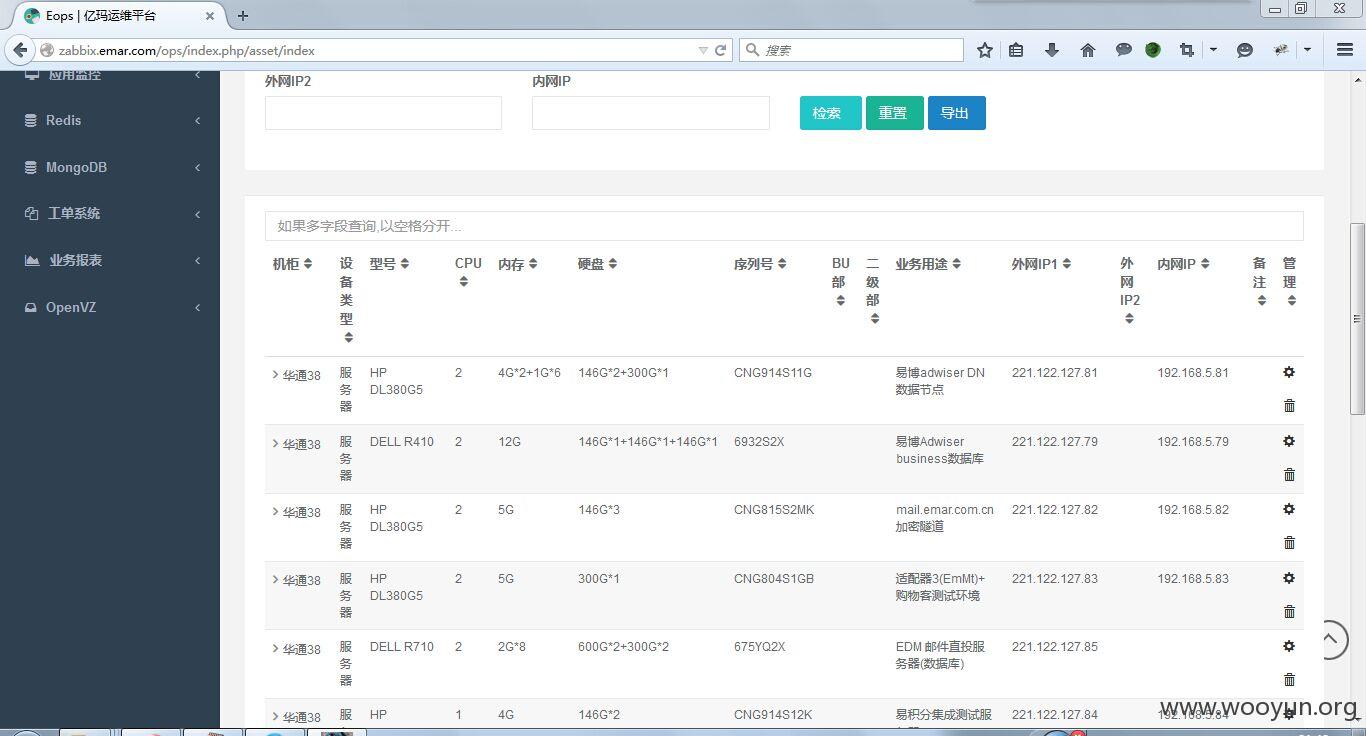 Eops | 亿玛运维平台
zabbix.emar.com/ops/index.php/asset/index
搜索
应用监控
Redis
MongoDB
工单系统
业务报表
OpenVZ
外网IP2
内网IP
检索
重置
导出
如果多字段查询,以空格分开...
机柜 设备类型 型号 CPU 内存 硬盘 序列号 BU部 二级部 业务用途 外网IP1 外网IP2 内网IP 备注 管理
华通38 服务器 HP DL380G5 2 4G*2+1G*6 146G*2+300G*1 CNG914S11G 易博adwiser DN数据节点 221.122.127.81 192.168.5.81
华通38 服务器 DELL R410 2 12G 146G*1+146G*1+146G*1 6932S2X 易博Adwiser business数据库 221.122.127.79 192.168.5.79
华通38 服务器 HP DL380G5 2 5G 146G*3 CNG815S2MK mail.emar.com.cn加密隧道 221.122.127.82 192.168.5.82
华通38 服务器 HP DL380G5 2 5G 300G*1 CNG804S1GB 适配器3(EmMt)+购物客测试环境 221.122.127.83 192.168.5.83
华通38 服务器 DELL R710 2 2G*8 600G*2+300G*2 675YQ2X EDM 邮件直投服务器(数据库) 221.122.127.85
华通38 服 HP 1 4G 146G*2 CNG914S12K 易积分集成测试服 221.122.127.84 192.168.5.84
www.wooyun.org